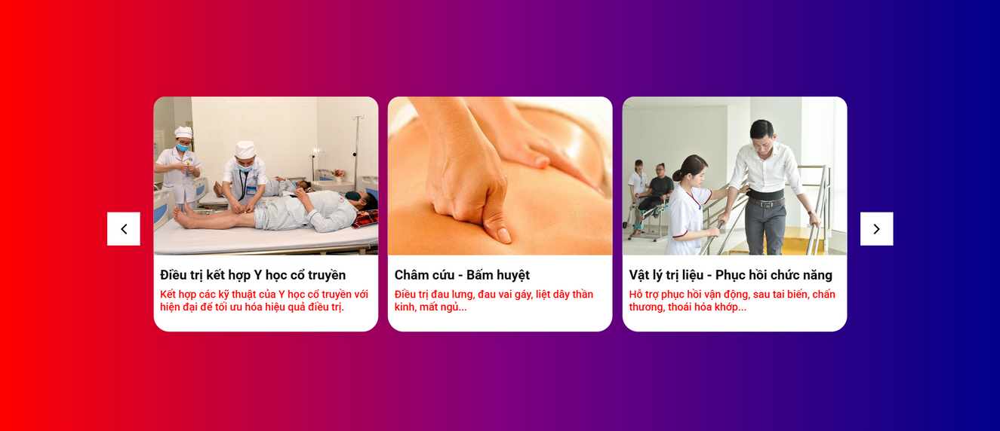 Điều trị kết hợp Y học cổ truyền
Kết hợp các kỹ thuật của Y học cổ truyền với
hiện đại để tối ưu hóa hiệu quả điều trị.
Châm cứu - Bấm huyệt
Điều trị đau lưng, đau vai gáy, liệt dây thần
kinh, mất ngủ...
Vật lý trị liệu - Phục hồi chức năng
Hỗ trợ phục hồi vận động, sau tai biến, chấn
thương, thoái hóa khớp...